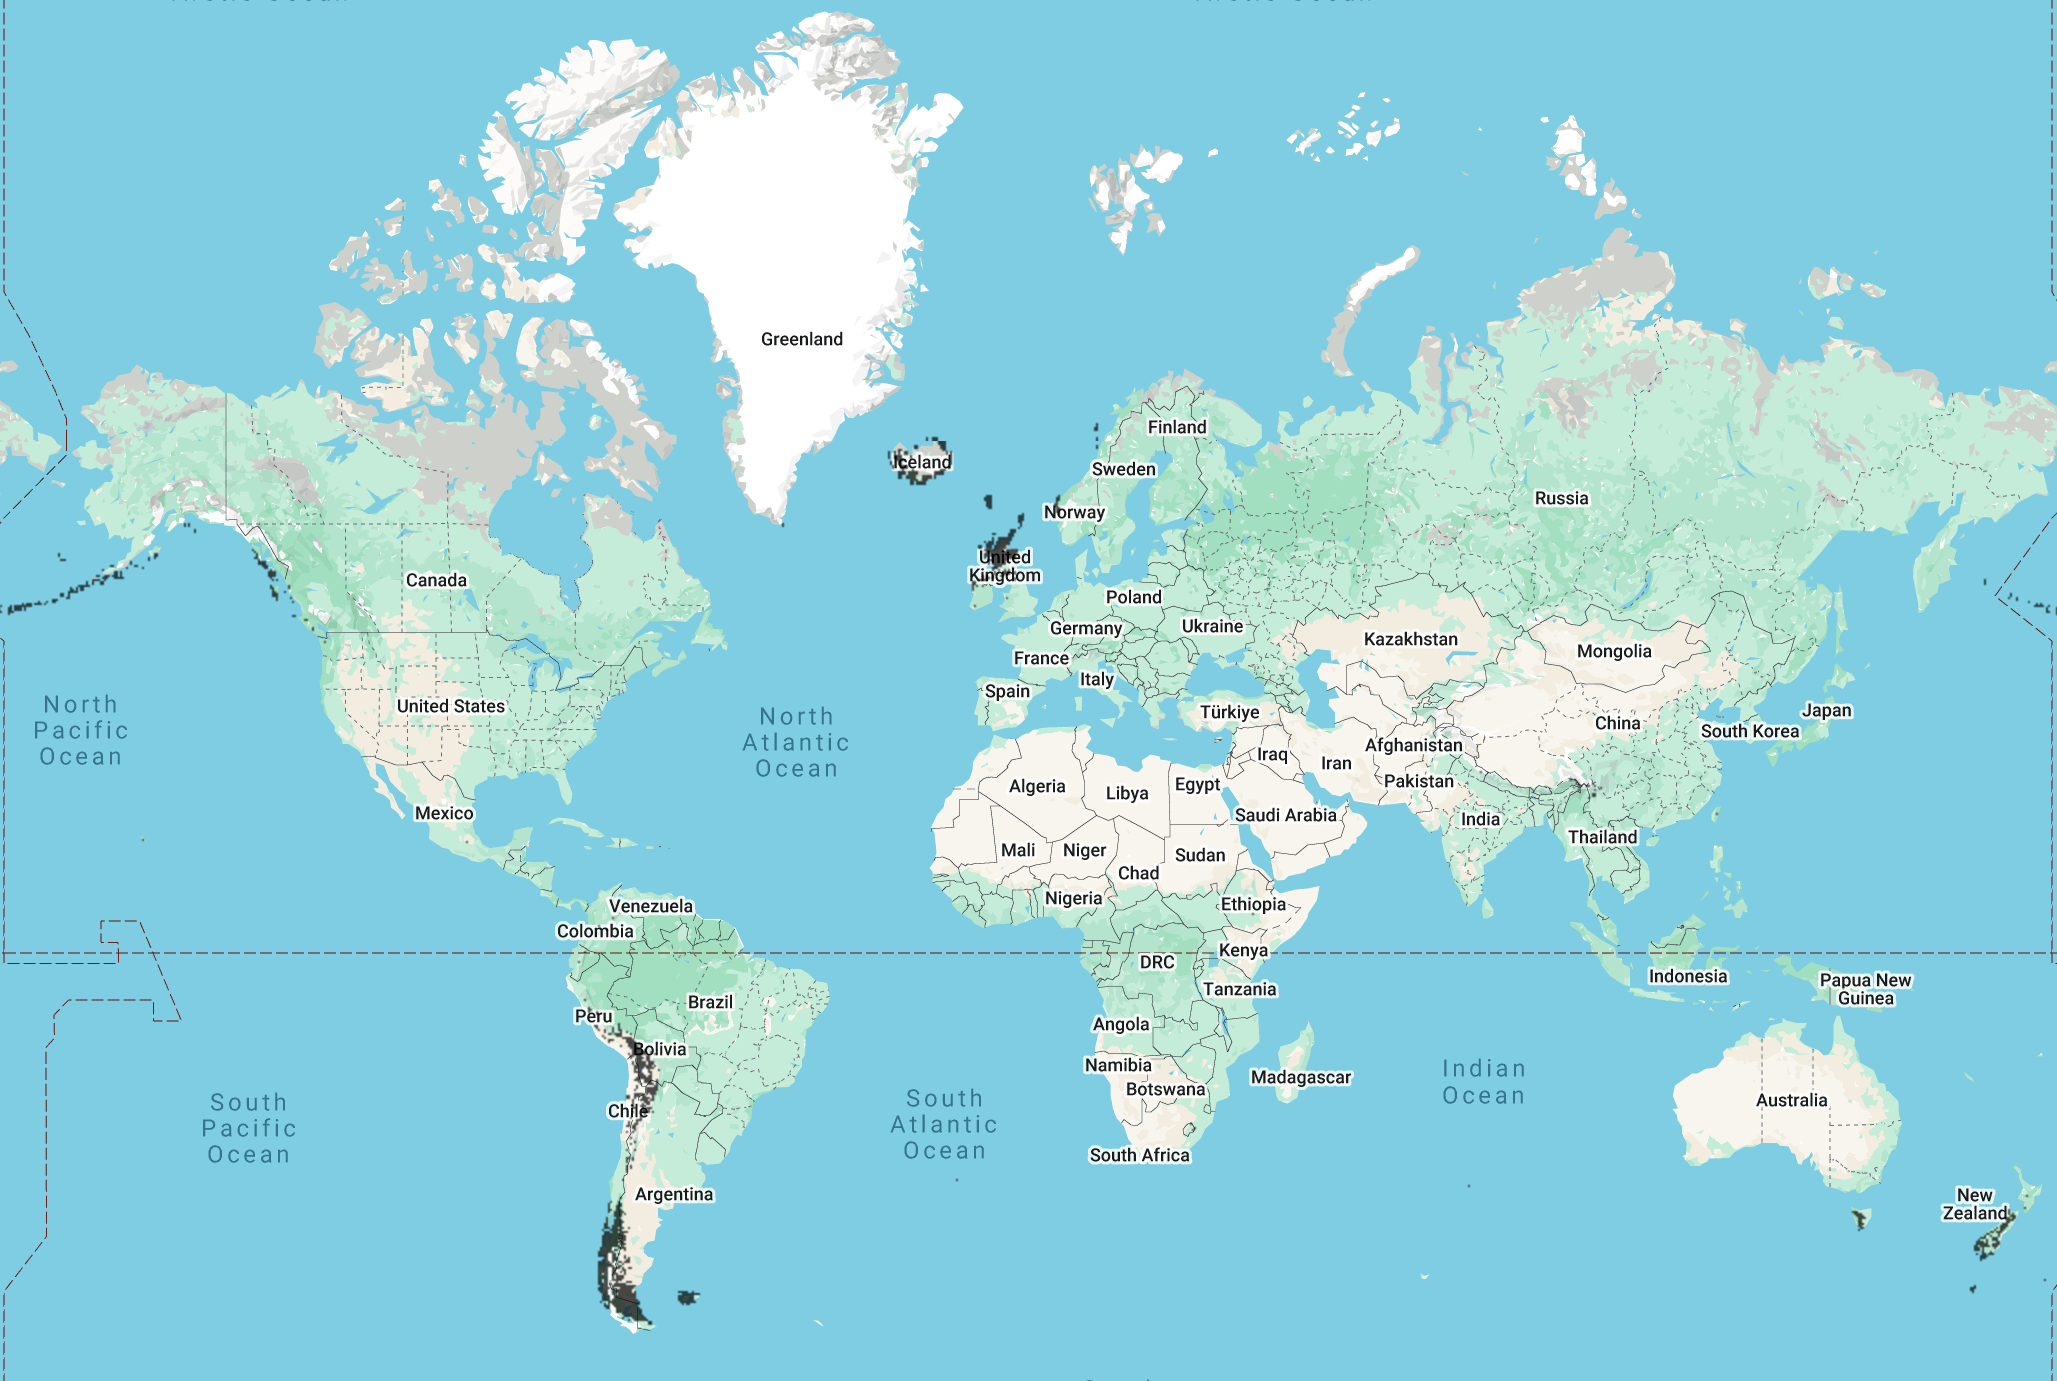 Arctic Ocean
Arctic Ocean
Greenland
Iceland
Finland
Sweden
Norway
Russia
United
Kingdom
Canada
Poland
Germany
Ukraine
Kazakhstan
Mongolia
France
Italy
Spain
United States
Türkiye
China
Japan
South Korea
North
Pacific
Ocean
North
Atlantic
Ocean
Algeria
Libya
Egypt
Iraq
Iran
Afghanistan
Pakistan
Mexico
Saudi Arabia
India
Thailand
Mali
Niger
Chad
Sudan
Nigeria
Ethiopia
Venezuela
Colombia
DRC
Kenya
Indonesia
Papua New
Guinea
Tanzania
Brazil
Peru
Angola
Bolivia
Namibia
Botswana
Madagascar
Indian
Ocean
Chile
Australia
South
Pacific
Ocean
South
Atlantic
Ocean
South Africa
Argentina
New
Zealand